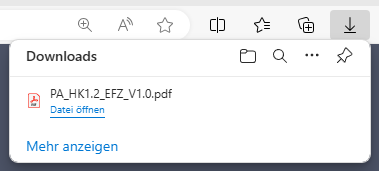 Downloads
PA_HK1.2_EFZ_V1.0.pdf
Datei öffnen
Mehr anzeigen